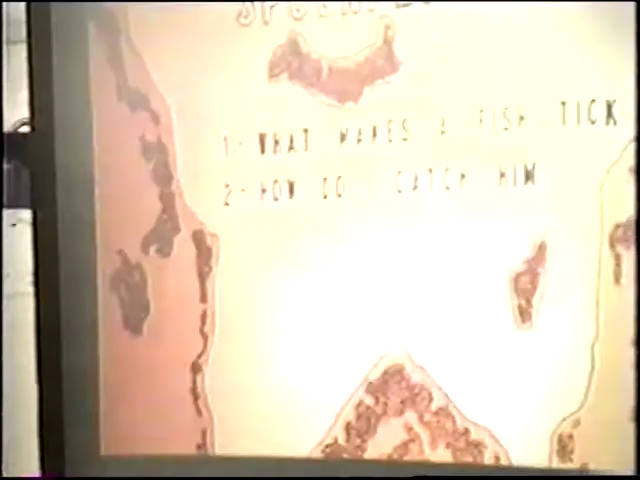 1- WHAT MAKES A FISH TICK
2- HOW DO I CATCH HIM